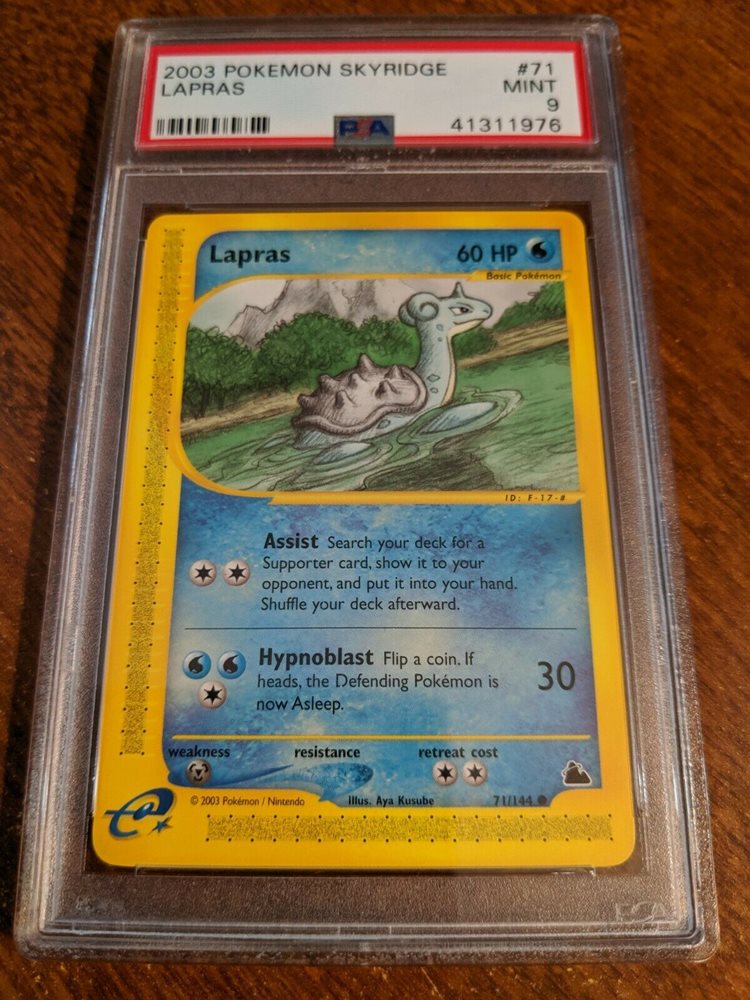 2003 POKEMON SKYRIDGE #71
LAPRAS MINT
9
PSA 41311976
Lapras 60 HP
Basic Pokémon
ID: F-17-#
Assist Search your deck for a
Supporter card, show it to your
opponent, and put it into your hand.
Shuffle your deck afterward.
Hypnoblast Flip a coin. If
heads, the Defending Pokémon is
now Asleep.
30
weakness resistance retreat cost
© 2003 Pokémon / Nintendo Illus. Aya Kusube 71/144
e